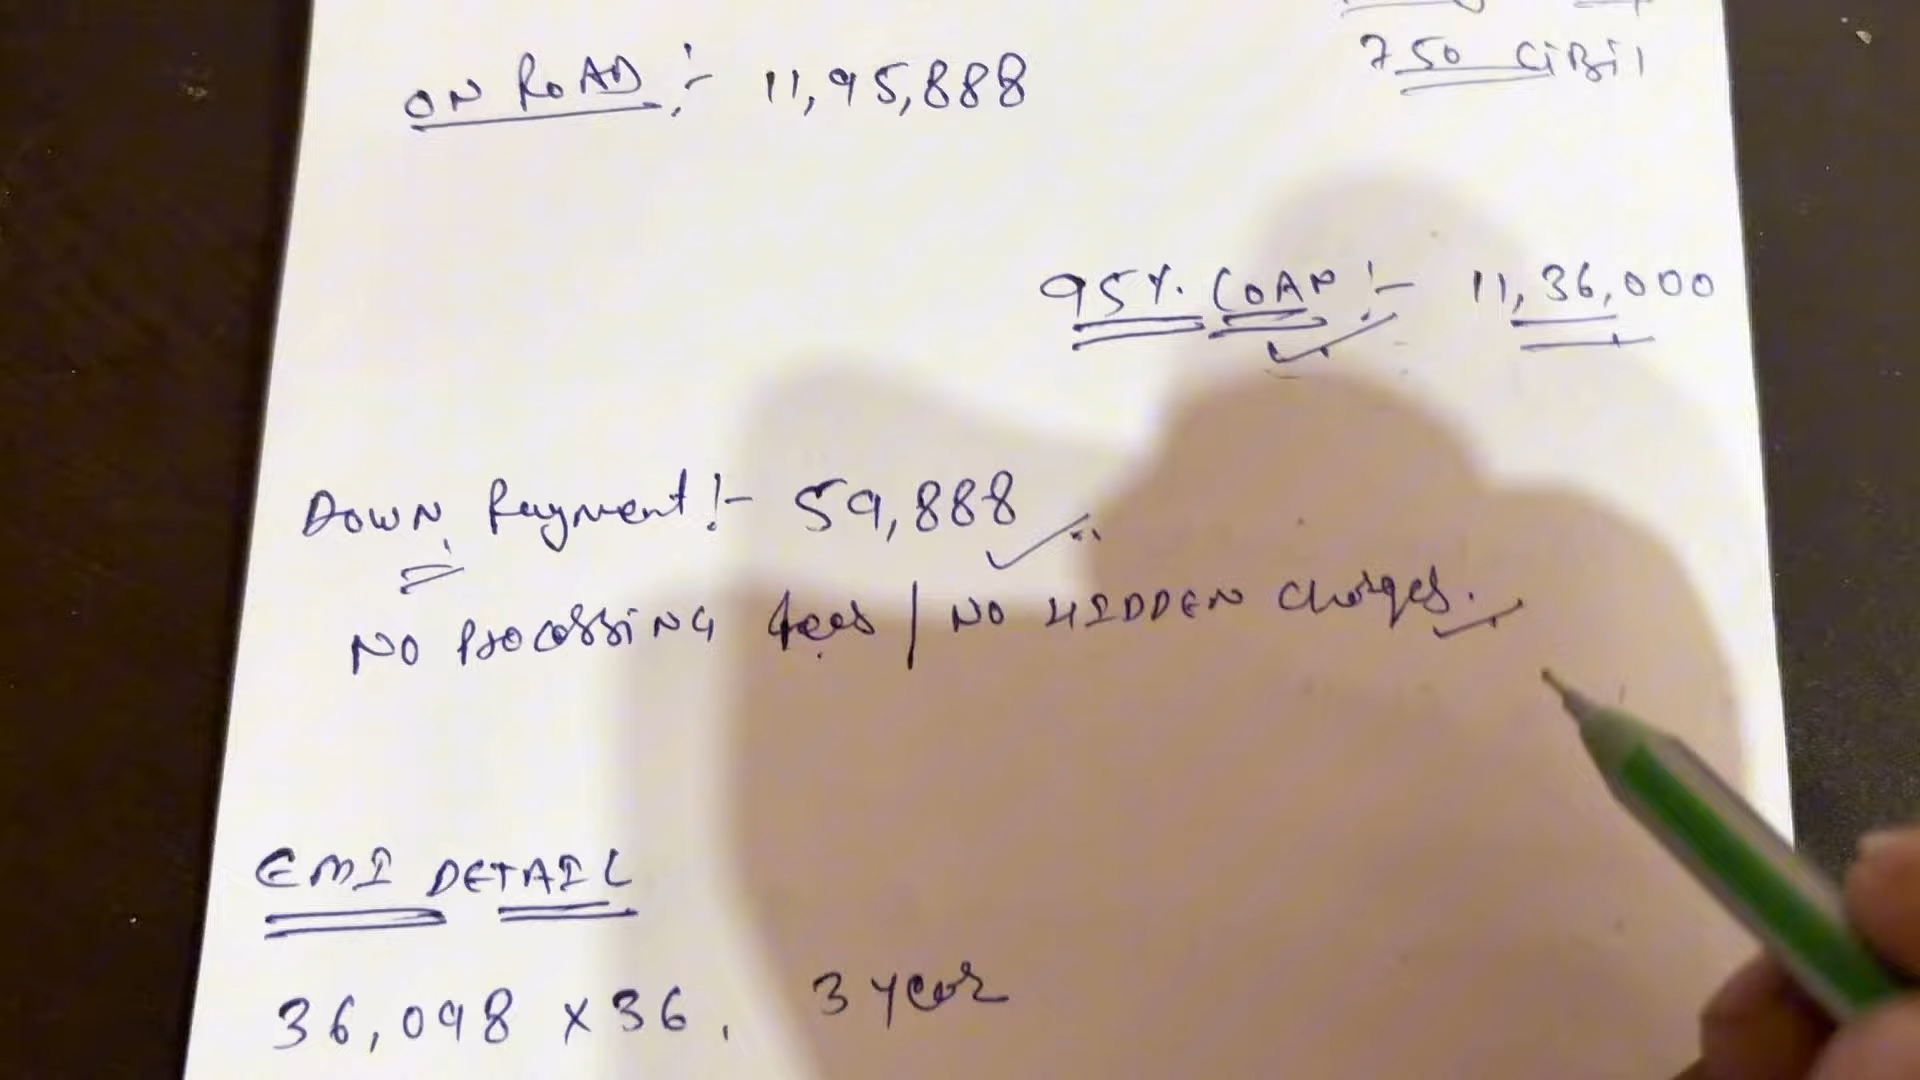 750 CiBil
ON ROAD :- 11,95,888
95%. LOAN :- 11,36,000
DOWN Payment :- 59,888
NO Processing fees / NO HIDDEN Charges.
EMI DETAIL
36,098 x 36, 3 year